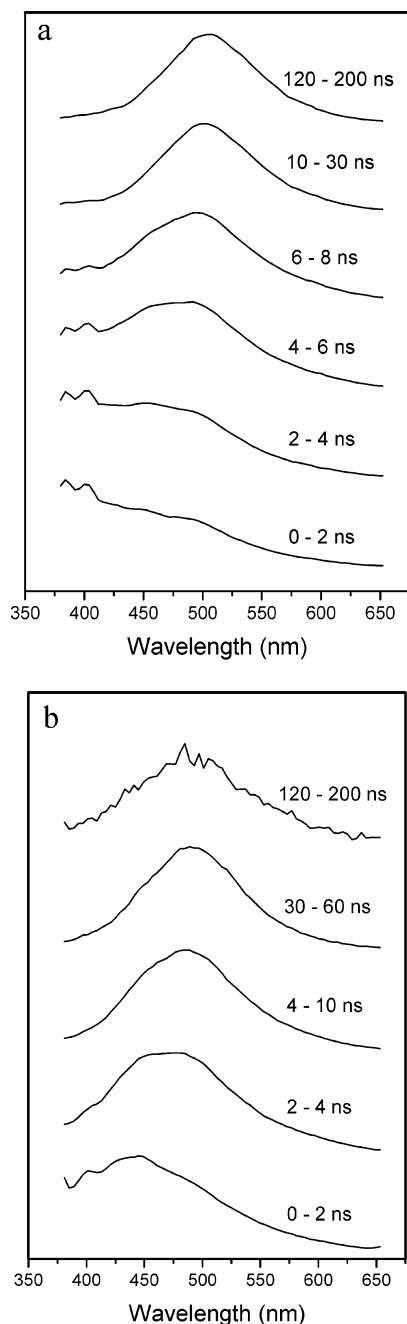 a
120 - 200 ns
10 - 30 ns
6 - 8 ns
4 - 6 ns
2 - 4 ns
0 - 2 ns
350 400 450 500 550 600 650
Wavelength (nm)
b
120 - 200 ns
30 - 60 ns
4 - 10 ns
2 - 4 ns
0 - 2 ns
350 400 450 500 550 600 650
Wavelength (nm)